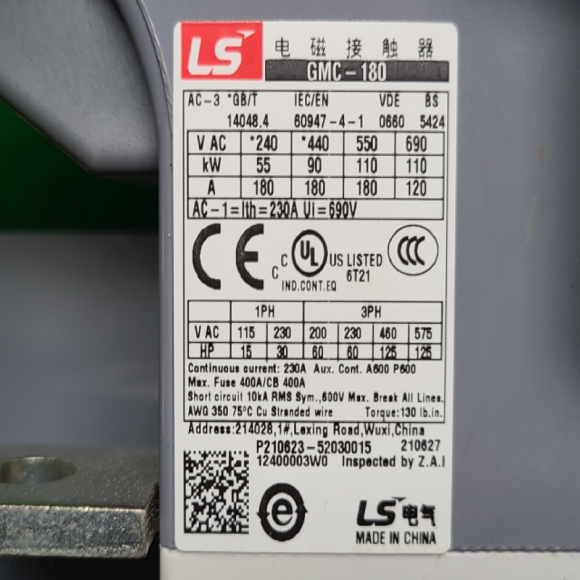 LS 电磁接触器
GMC-180
AC-3 *GB/T IEC/EN VDE BS
14048.4 60947-4-1 0660 5424
V AC *240 *440 550 690
kW 55 90 110 110
A 180 180 180 120
AC-1=Ith=230A Ui=690V
CE C UL US LISTED CCC
C 6T21
IND.CONT.EQ
1PH 3PH
V AC 115 230 200 230 460 575
HP 15 30 60 60 125 125
Continuous current: 230A Aux. Cont. A600 P600
Max. Fuse 400A/CB 400A
Short circuit 10kA RMS Sym.,600V Max. Break All Lines.
AWG 350 75°C Cu Stranded wire Torque:130 lb.in.
Address:214028,1#,Lexing Road,Wuxi,China
P210623-52030015 210627
12400003W0 Inspected by Z.A.I
e LS 电气
MADE IN CHINA